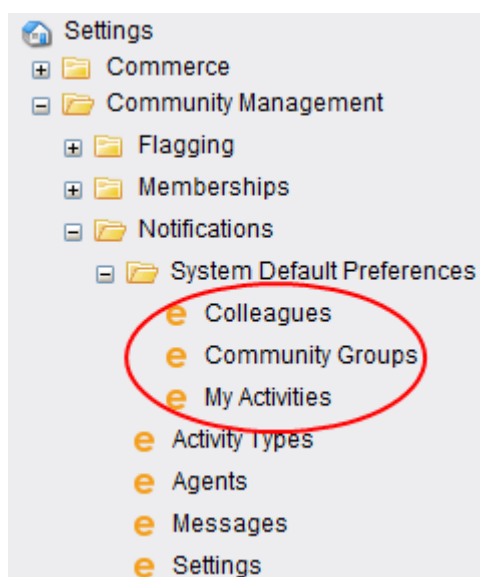 Settings
Commerce
Community Management
Flagging
Memberships
Notifications
System Default Preferences
Colleagues
Community Groups
My Activities
Activity Types
Agents
Messages
Settings